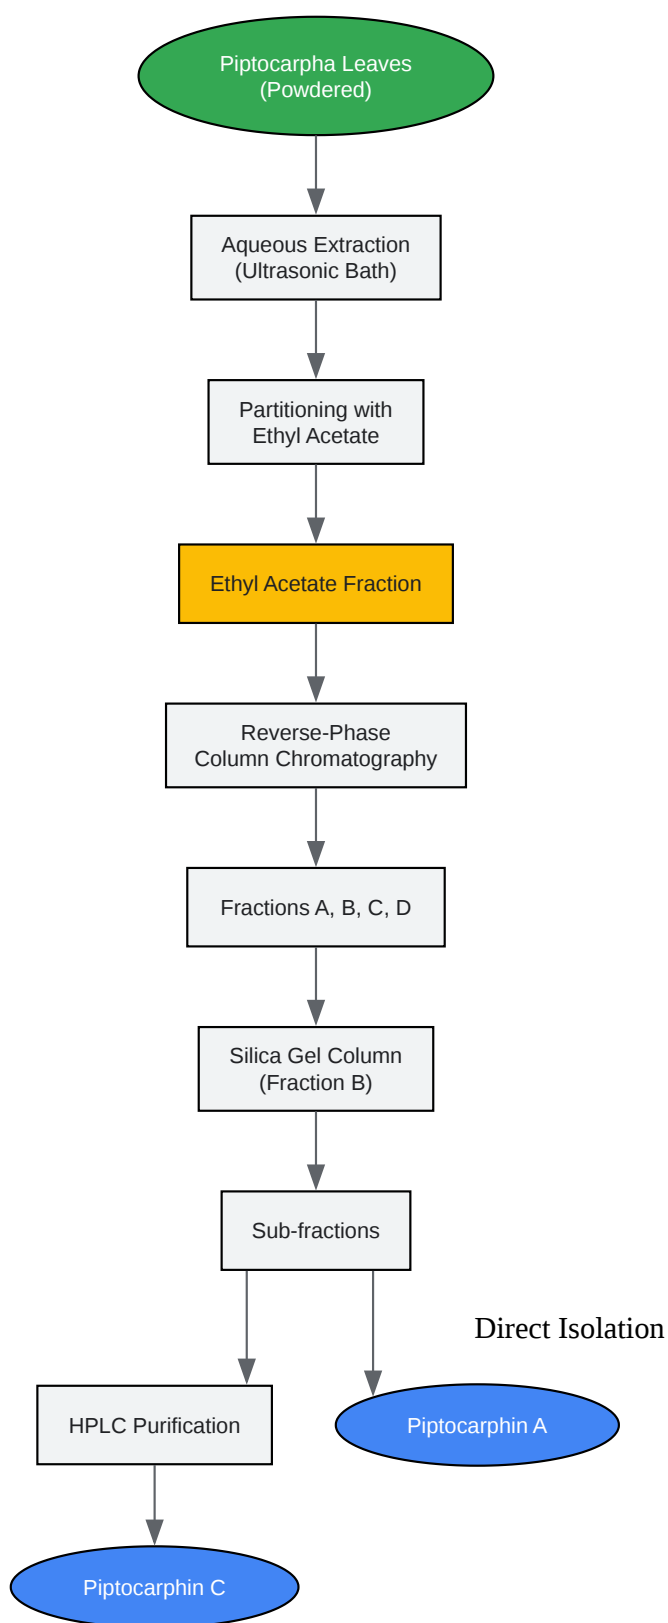 Piptocarpha Leaves
(Powdered)
Aqueous Extraction
(Ultrasonic Bath)
Partitioning with
Ethyl Acetate
Ethyl Acetate Fraction
Reverse-Phase
Column Chromatography
Fractions A, B, C, D
Silica Gel Column
(Fraction B)
Sub-fractions
Direct Isolation
HPLC Purification
Piptocarphin A
Piptocarphin C